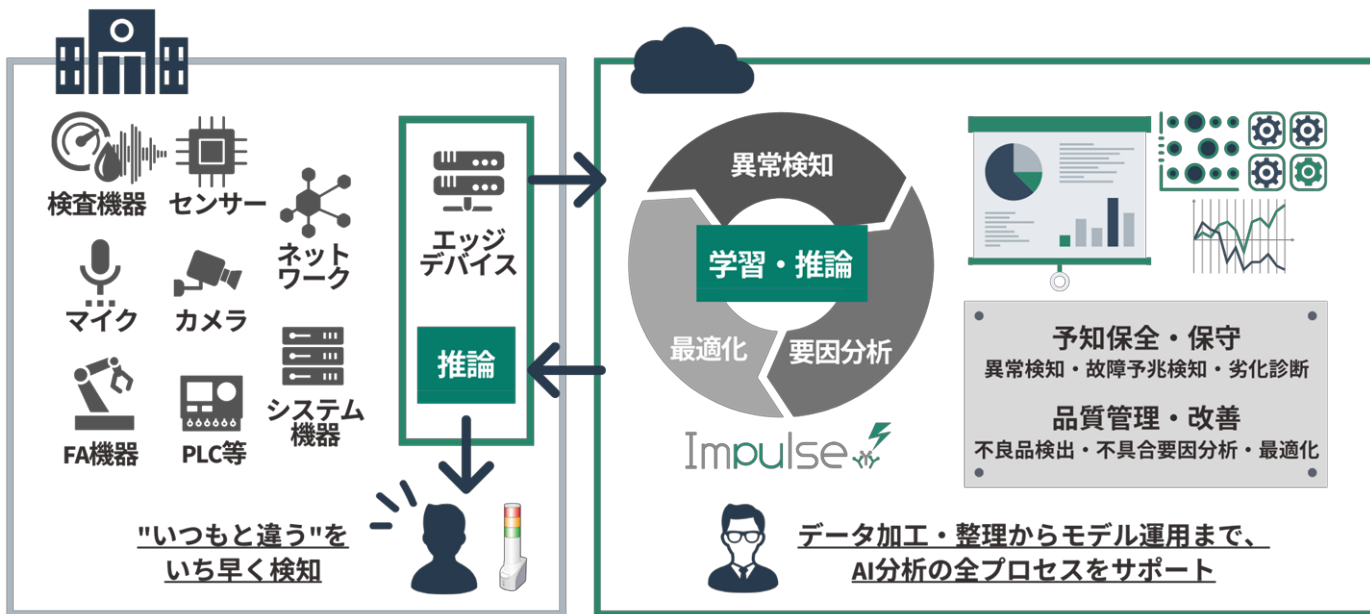 検査機器
センサー
ネット
ワーク
マイク
カメラ
FA機器
PLC等
システム
機器
エッジ
デバイス
推論
"いつもと違う"を
いち早く検知
異常検知
学習・推論
最適化
要因分析
Impulse
予知保全・保守
異常検知・故障予兆検知・劣化診断
品質管理・改善
不良品検出・不具合要因分析・最適化
データ加工・整理からモデル運用まで、
AI分析の全プロセスをサポート